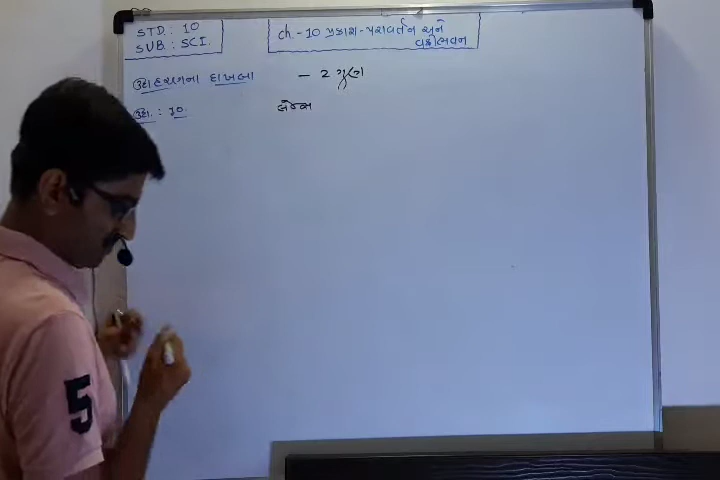 STD. : 10
SUB. : SCI.
ch - 10 પ્રકાશ - પરાવર્તન અને
વક્રીભવન
ઉદાહરણના દાખલા - 2 ગુણ
ઉદા. : 10. લેન્સ
5